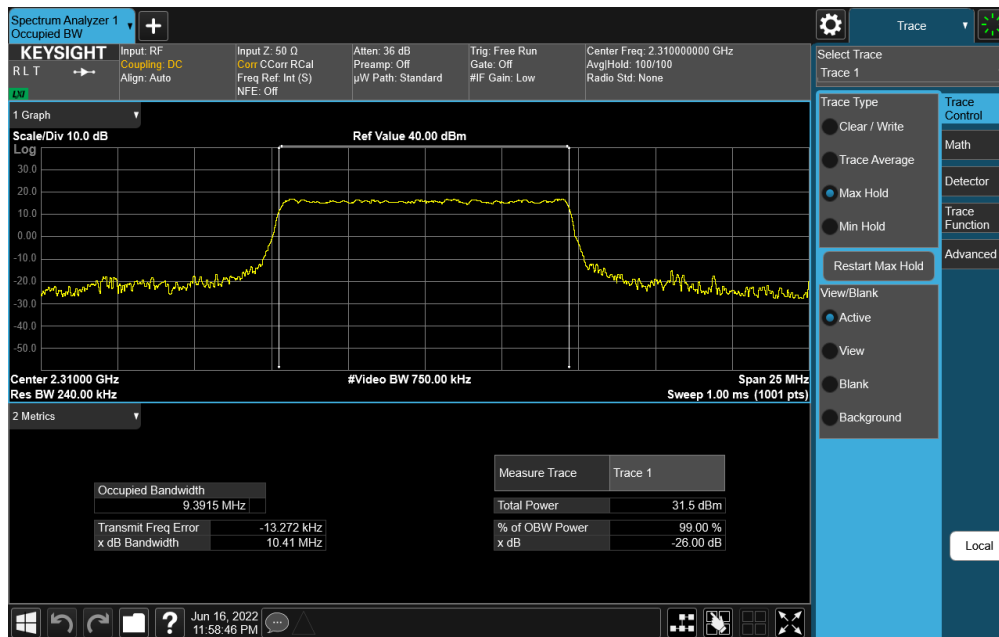 Spectrum Analyzer 1
Occupied BW
Trace
KEYSIGHT
R L T
LXI
Input: RF
Coupling: DC
Align: Auto
Input Z: 50 Ω
Corr CCorr RCal
Freq Ref: Int (S)
NFE: Off
Atten: 36 dB
Preamp: Off
µW Path: Standard
Trig: Free Run
Gate: Off
#IF Gain: Low
Center Freq: 2.310000000 GHz
Avg|Hold: 100/100
Radio Std: None
Select Trace
Trace 1
1 Graph
Scale/Div 10.0 dB
Ref Value 40.00 dBm
Log
30.0
20.0
10.0
0.00
-10.0
-20.0
-30.0
-40.0
-50.0
Center 2.31000 GHz
#Video BW 750.00 kHz
Span 25 MHz
Res BW 240.00 kHz
Sweep 1.00 ms (1001 pts)
Trace Type
Clear / Write
Trace Average
Max Hold
Min Hold
Restart Max Hold
View/Blank
Active
View
Blank
Background
Trace
Control
Math
Detector
Trace
Function
Advanced
Local
2 Metrics
Occupied Bandwidth
9.3915 MHz
Transmit Freq Error -13.272 kHz
x dB Bandwidth 10.41 MHz
Measure Trace Trace 1
Total Power 31.5 dBm
% of OBW Power 99.00 %
x dB -26.00 dB
?
Jun 16, 2022
11:58:46 PM